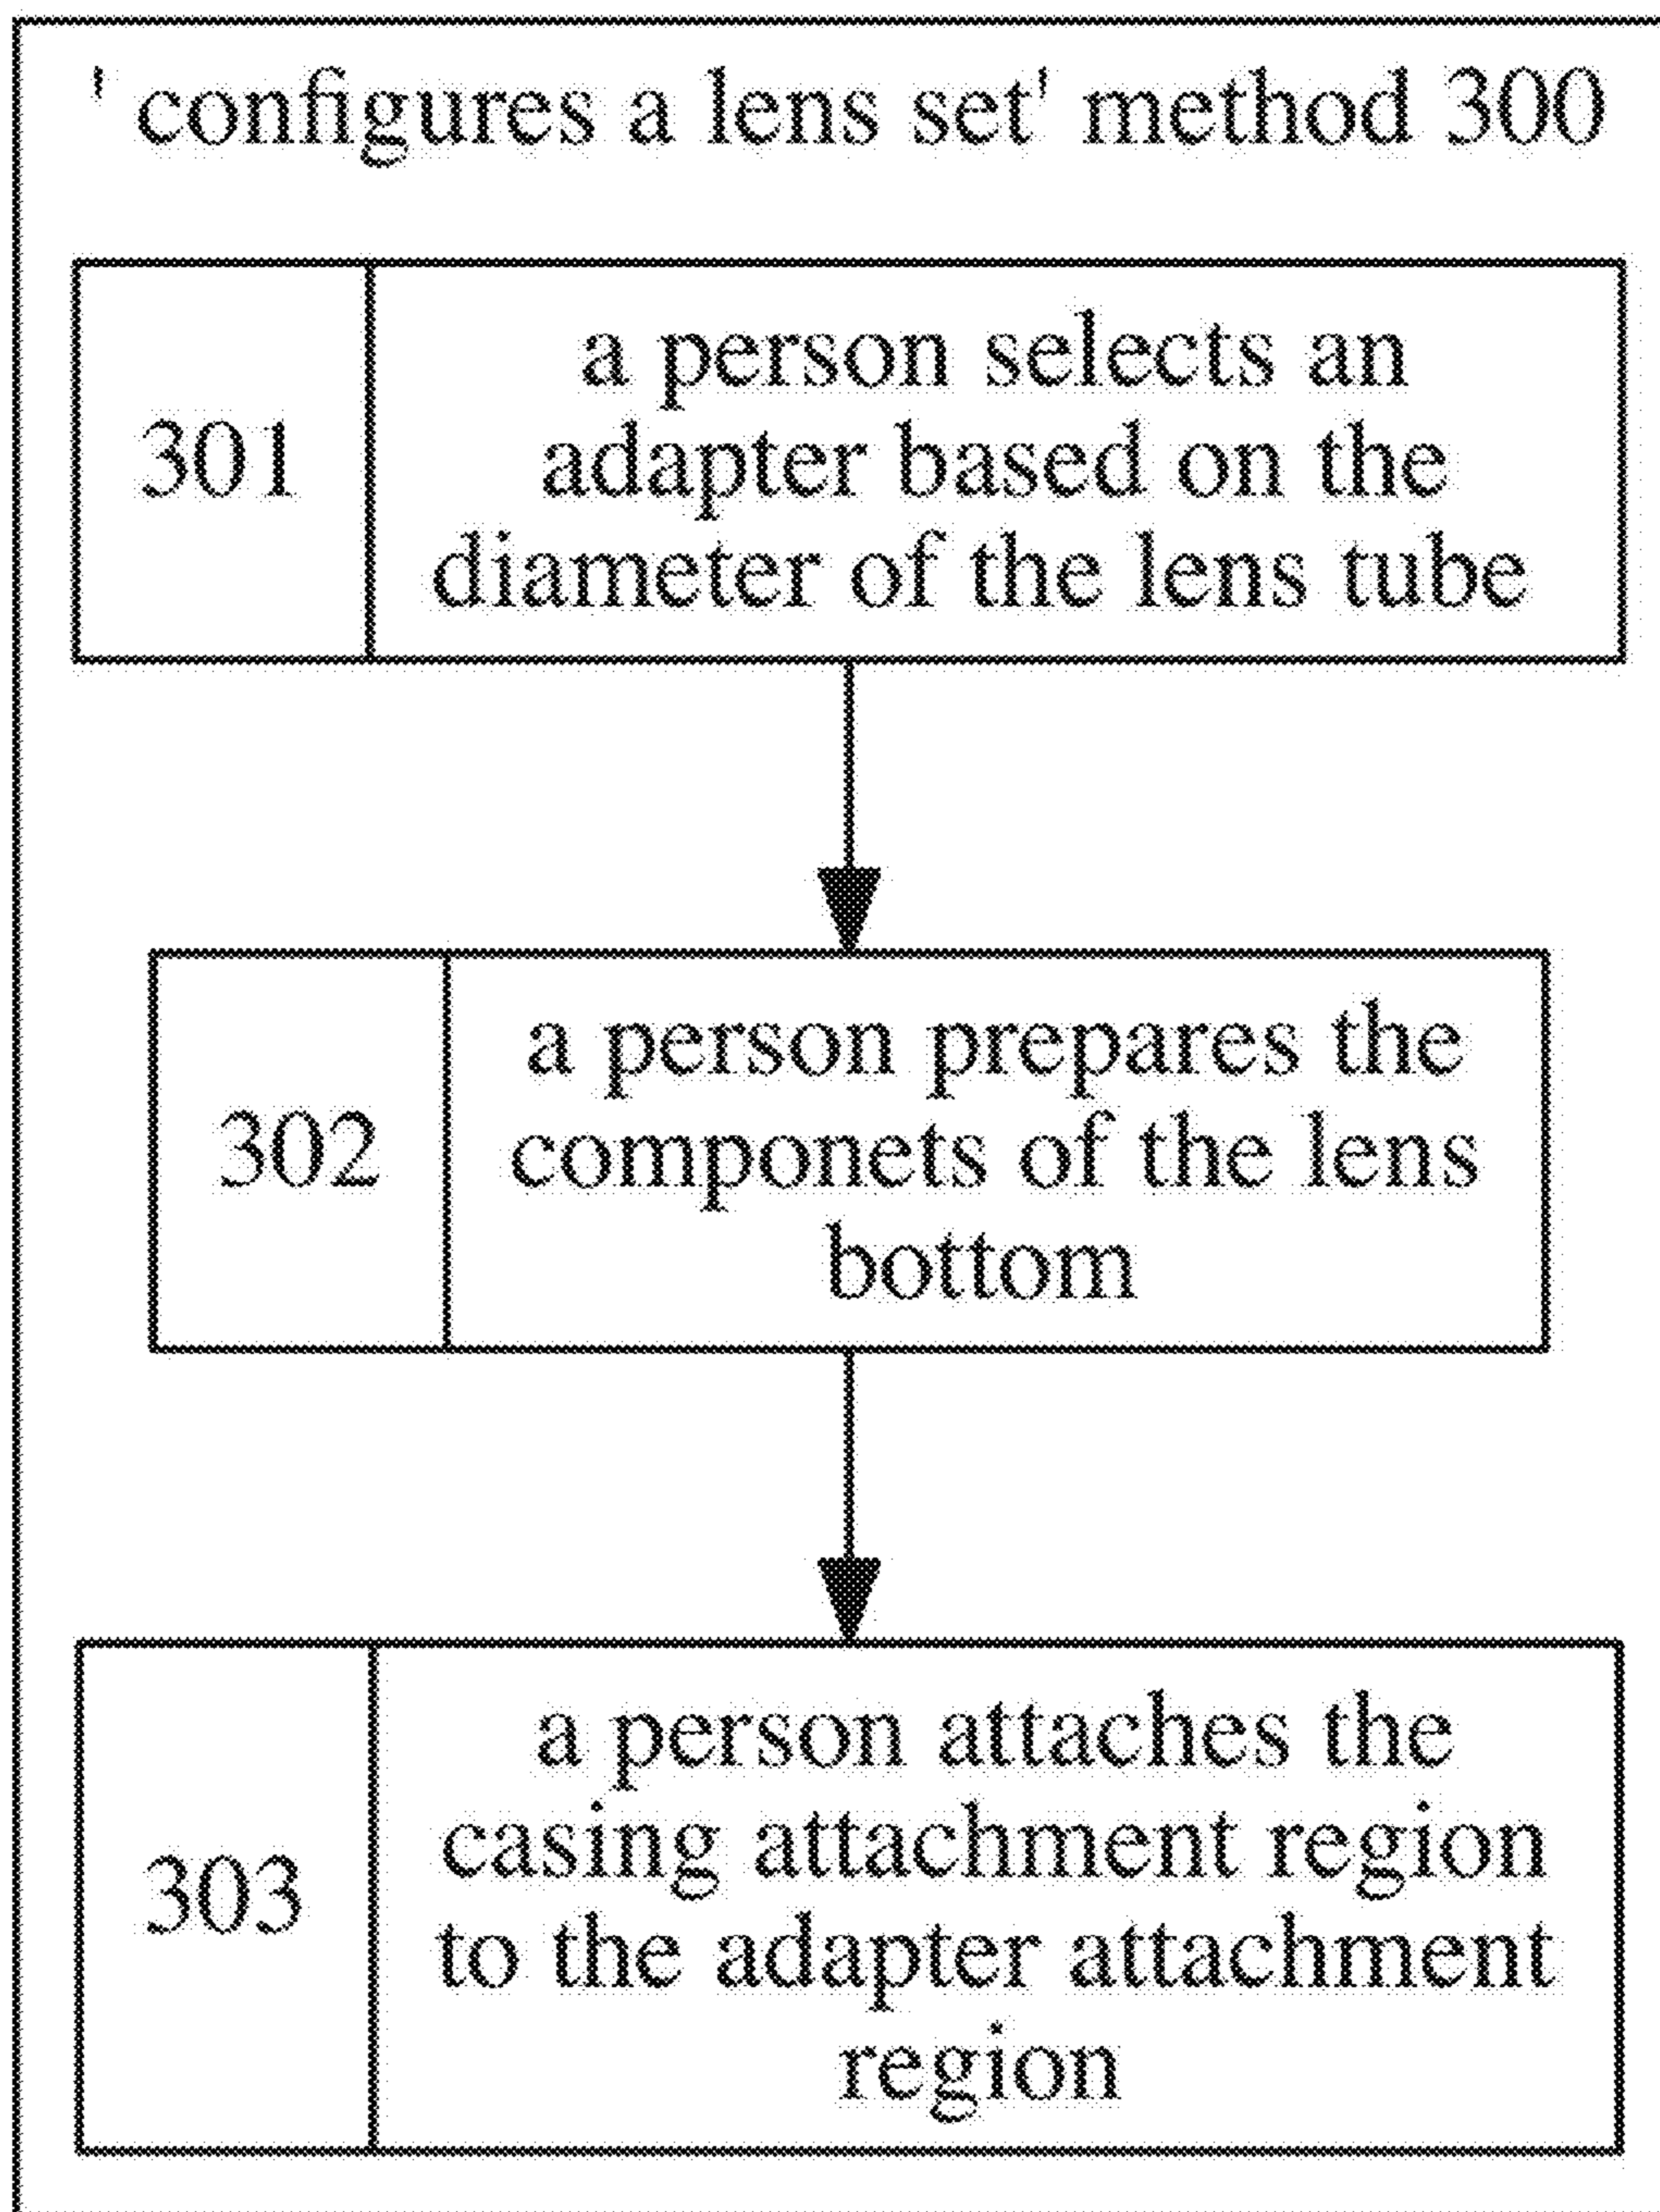 ' configures a lens set' method 300
301
a person selects an
adapter based on the
diameter of the lens tube
302
a person prepares the
componets of the lens
bottom
303
a person attaches the
casing attachment region
to the adapter attachment
region